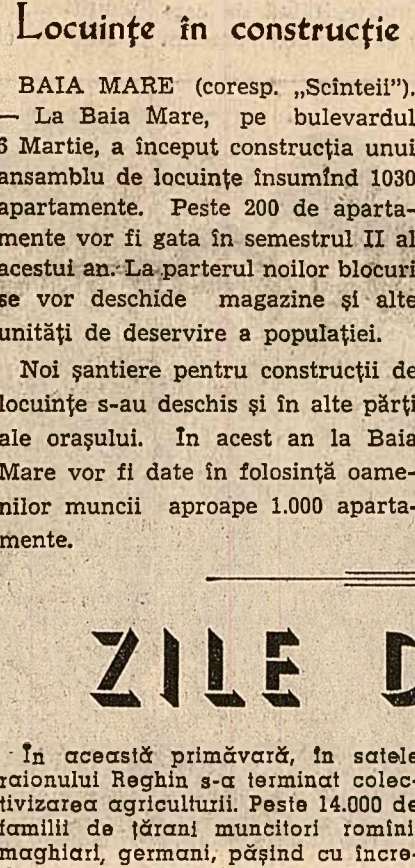 Locuințe în construcție
BAIA MARE (coresp. „Scînteii”).
— La Baia Mare, pe bulevardul
6 Martie, a început construcția unui
ansamblu de locuințe însumînd 1030
apartamente. Peste 200 de aparta-
mente vor fi gata în semestrul II al
acestui an. La parterul noilor blocuri
se vor deschide magazine și alte
unități de deservire a populației.
Noi șantiere pentru construcții de
locuințe s-au deschis și în alte părți
ale orașului. În acest an la Baia
Mare vor fi date în folosință oame-
nilor muncii aproape 1.000 aparta-
mente.
ZILE D
În această primăvară, în satele
raionului Reghin s-a terminat colec-
tivizarea agriculturii. Peste 14.000 de
familii de țărani muncitori romîni
maghiari, germani, pășind cu încre-